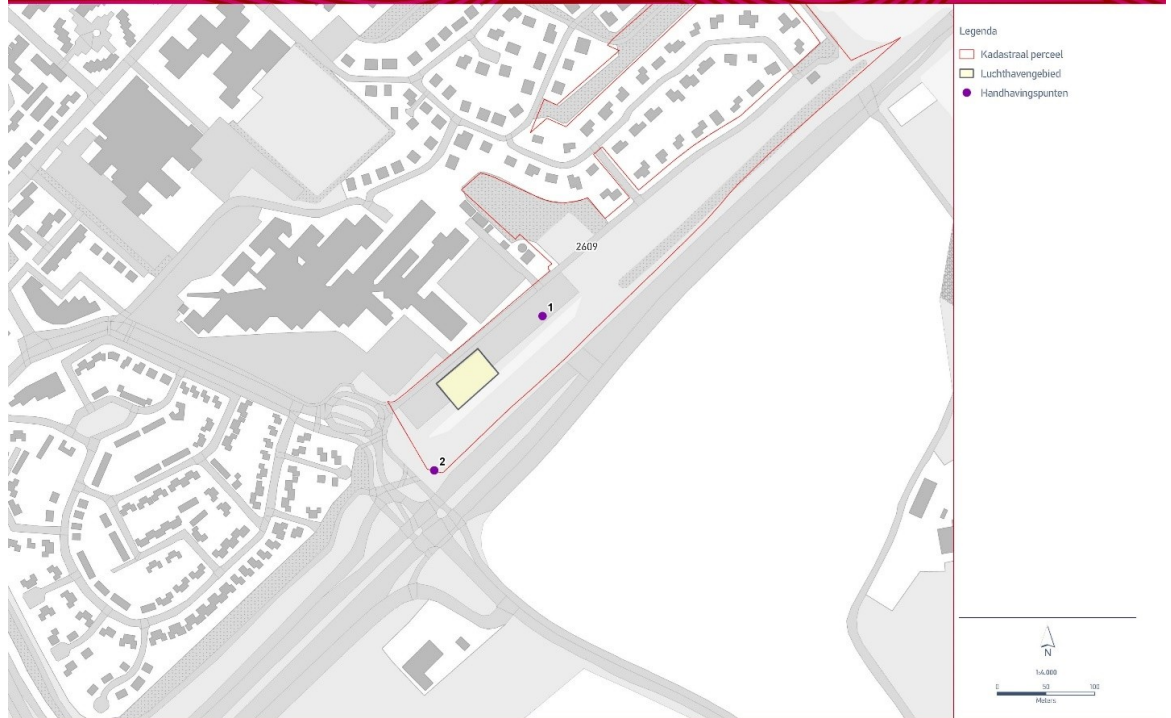 Legenda
Kadastraal perceel
Luchthavengebied
Handhavingspunten
2609
1
2
N
1:4.000
0 50 100
Meters